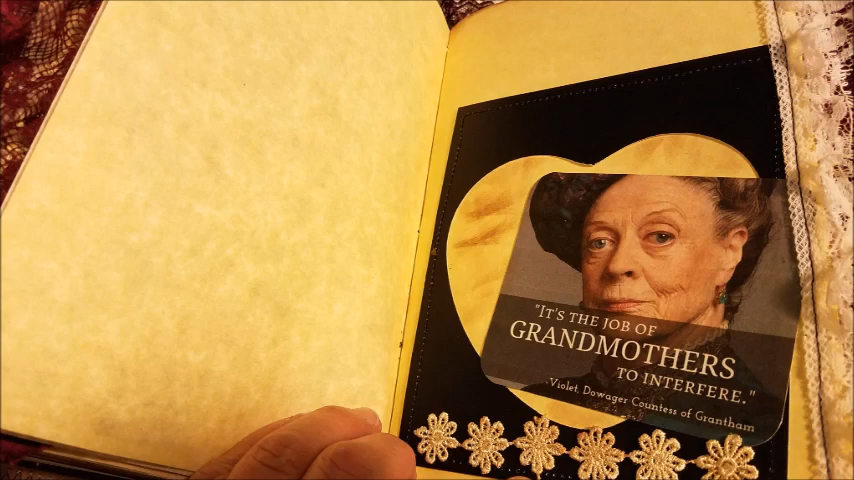 "It's the job of
GRANDMOTHERS
to interfere."
-Violet, Dowager Countess of Grantham